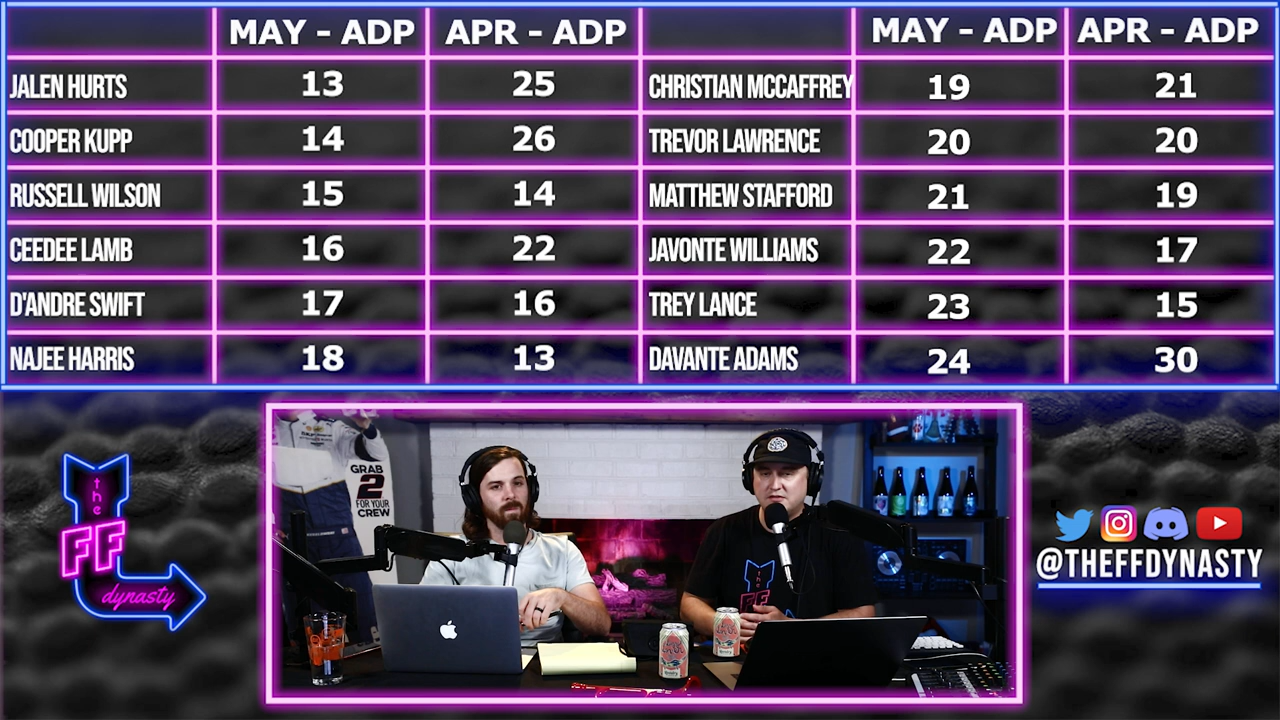 MAY - ADP APR - ADP MAY - ADP APR - ADP
JALEN HURTS 13 25 CHRISTIAN MCCAFFREY 19 21
COOPER KUPP 14 26 TREVOR LAWRENCE 20 20
RUSSELL WILSON 15 14 MATTHEW STAFFORD 21 19
CEEDEE LAMB 16 22 JAVONTE WILLIAMS 22 17
D'ANDRE SWIFT 17 16 TREY LANCE 23 15
NAJEE HARRIS 18 13 DAVANTE ADAMS 24 30
the
FF
dynasty
GRAB
2
FOR YOUR
CREW
the
FF
@THEFFDYNASTY